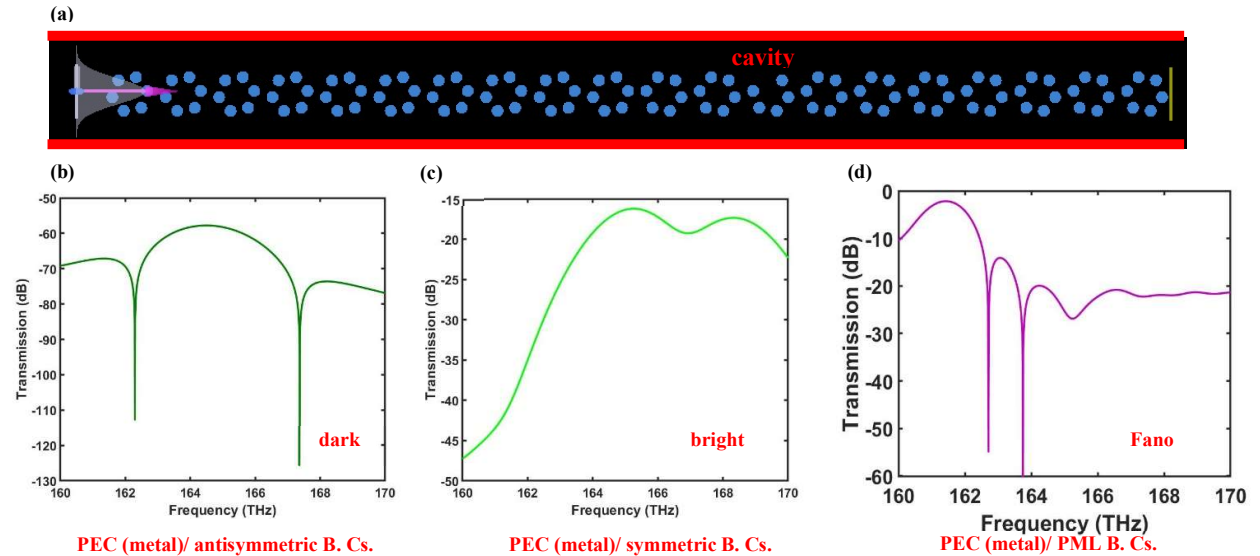 (a)
cavity
(b)
-50
-60
-70
-80
-90
-100
-110
-120
-130
160
162
164
166
168
170
Transmission (dB)
Frequency (THz)
dark
PEC (metal)/ antisymmetric B. Cs.
(c)
-15
-20
-25
-30
-35
-40
-45
-50
160
162
164
166
168
170
Transmission (dB)
Frequency (THz)
bright
PEC (metal)/ symmetric B. Cs.
(d)
0
-10
-20
-30
-40
-50
-60
160
162
164
166
168
170
Transmission (dB)
Frequency (THz)
Fano
PEC (metal)/ PML B. Cs.